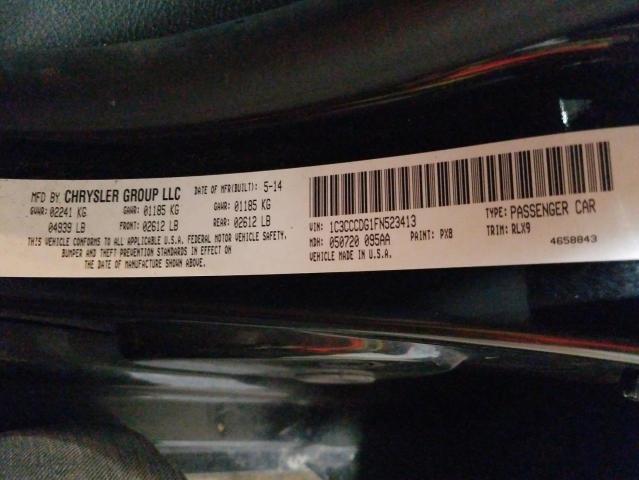 MFD BY CHRYSLER GROUP LLC DATE OF MFR(BUILT): 5-14
GVWR: 02241 KG GAWR: 01185 KG GAWR: 01185 KG
04939 LB FRONT: 02612 LB REAR: 02612 LB
THIS VEHICLE CONFORMS TO ALL APPLICABLE U.S.A. FEDERAL MOTOR VEHICLE SAFETY,
BUMPER AND THEFT PREVENTION STANDARDS IN EFFECT ON
THE DATE OF MANUFACTURE SHOWN ABOVE.
VIN: 1C3CCCDG1FN523413 TYPE: PASSENGER CAR
MDH: 050720 095AA PAINT: PX8 TRIM: RLX9
VEHICLE MADE IN U.S.A. 4658843